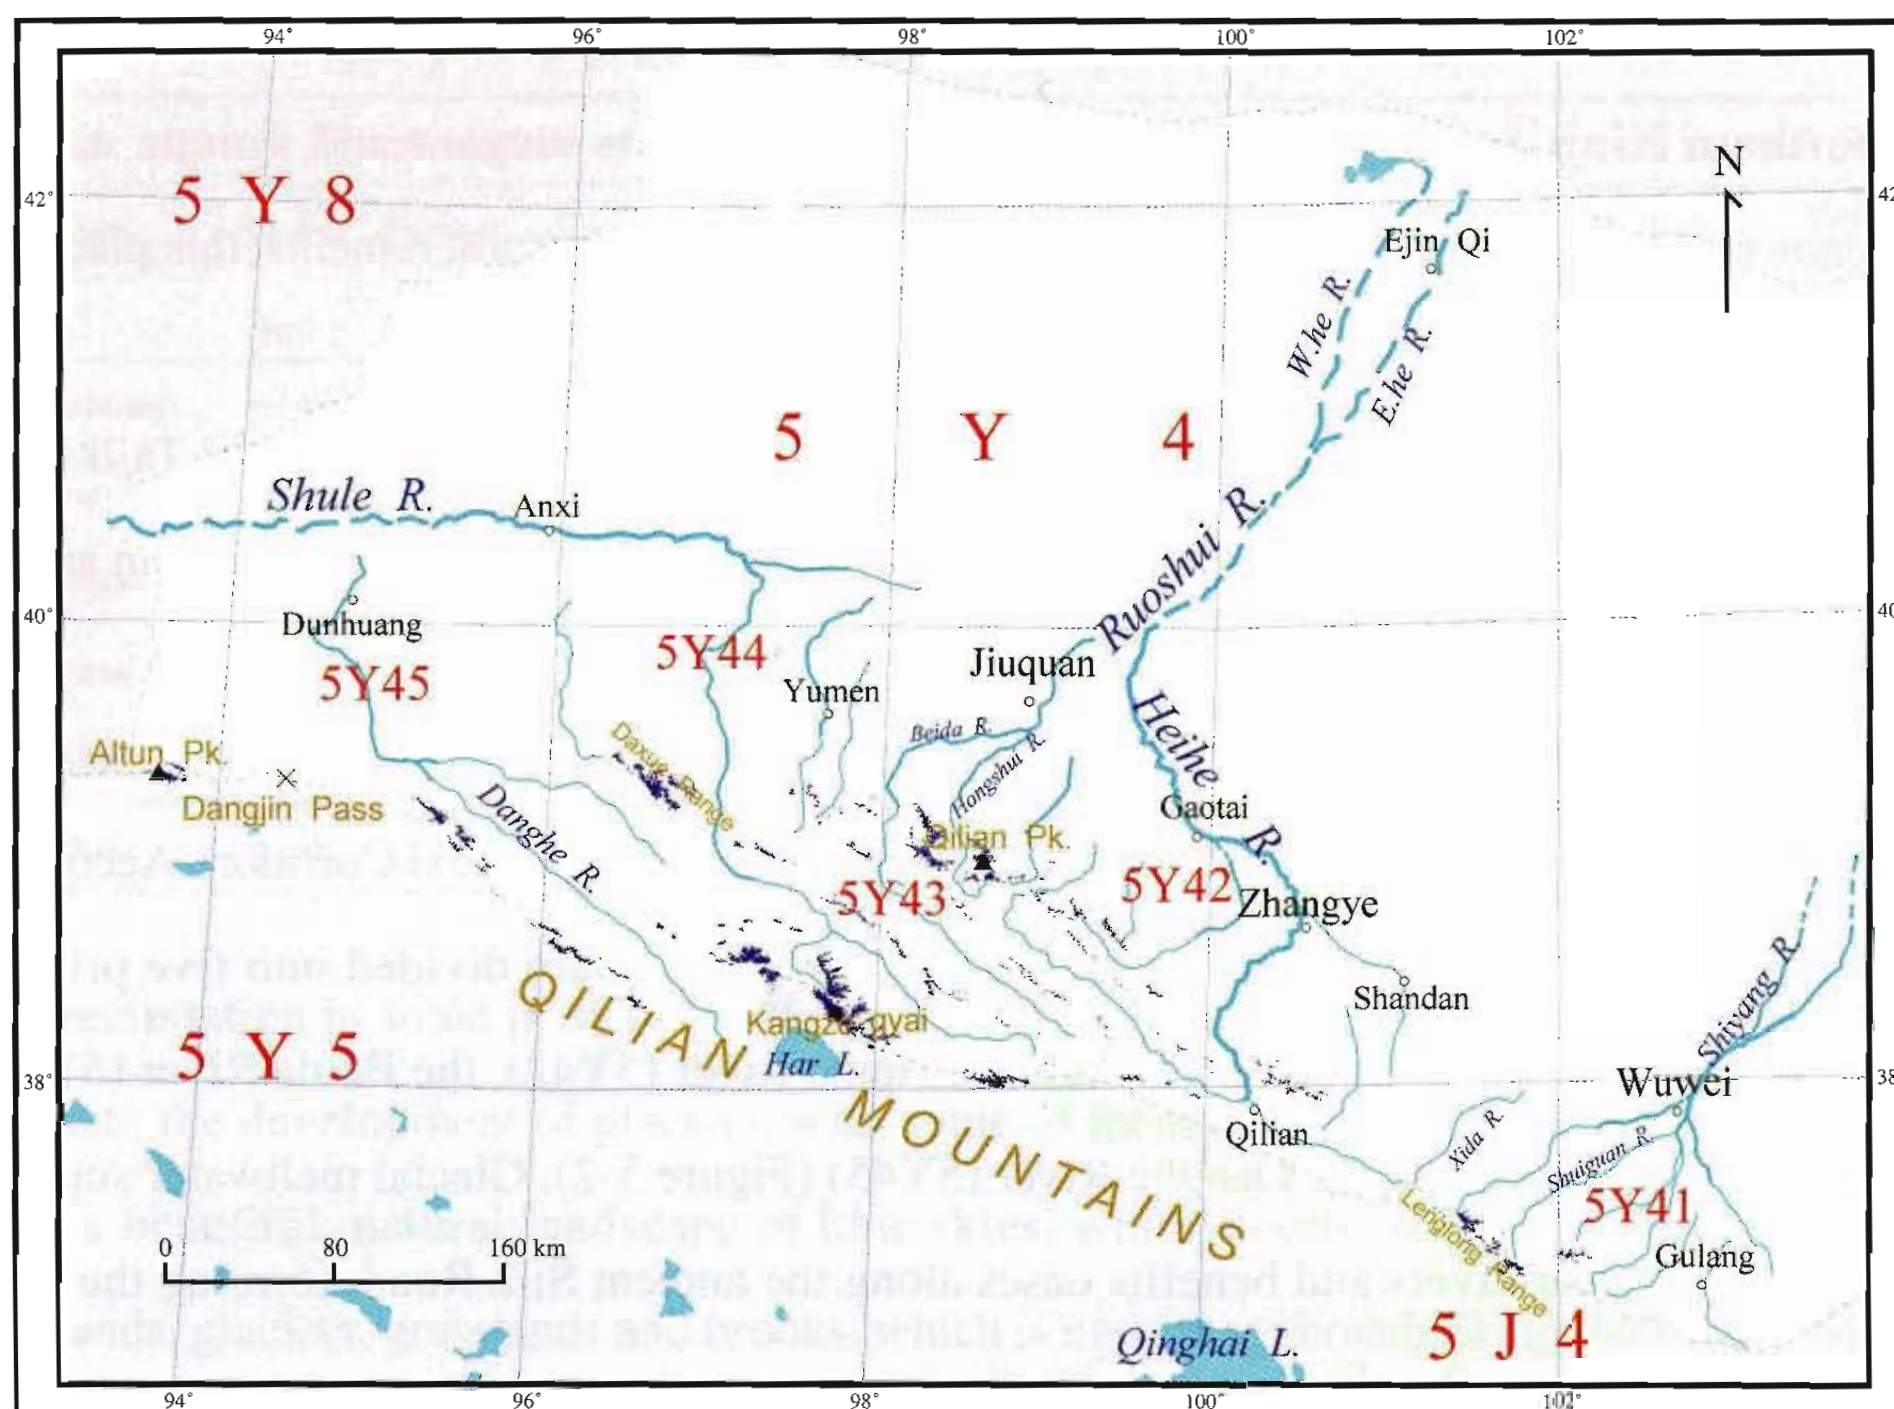 94° 96° 98° 100° 102°
N
42°
5 Y 8
Ejin Qi
W.he R.
E.he R.
5 Y 4
Shule R.
Anxi
Ruoshui R.
40°
40
Dunhuang
5Y45
5Y44
Yumen
Jiuquan
Beida R.
Hongshui R.
Heihe R.
Altun Pk.
Dangjin Pass
Daxue Range
Danghe R.
Gaotai
Qilian Pk.
5Y43
5Y42
Zhangye
Shandan
Shiyang R.
QILIAN MOUNTAINS
Har L.
5 Y 5
38°
Wuwei
Qilian
Xida R.
Shuiguan R.
5Y41
Lenglong Range
Gulang
0 80 160 km
5 J 4
Qinghai L.
94° 96° 98° 100° 102°